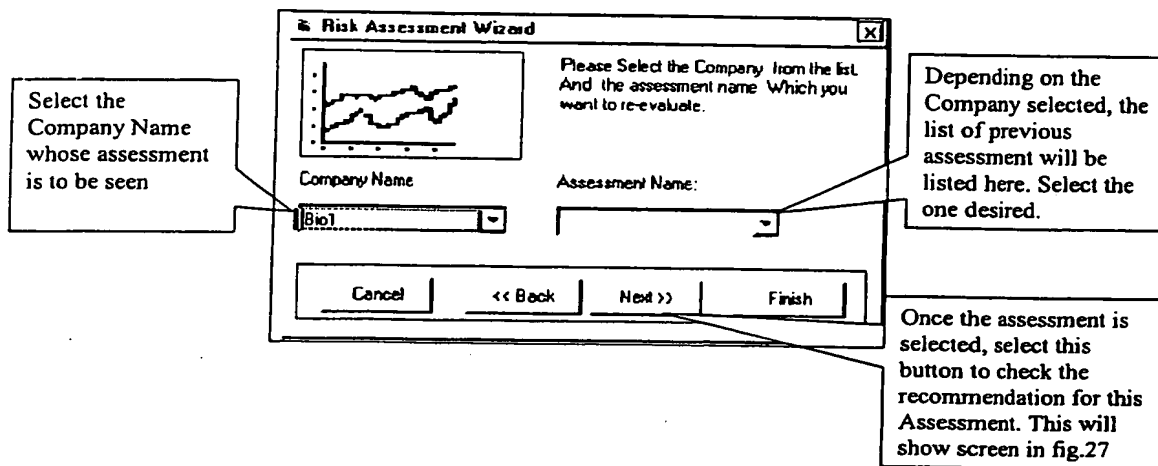 Risk Assessment Wizard
Please Select the Company from the list.
And the assessment name Which you
want to re-evaluate.
Select the
Company Name
whose assessment
is to be seen
Depending on the
Company selected, the
list of previous
assessment will be
listed here. Select the
one desired.
Company Name
Assessment Name:
Bio1
Cancel
<< Back
Next >>
Finish
Once the assessment is
selected, select this
button to check the
recommendation for this
Assessment. This will
show screen in fig.27